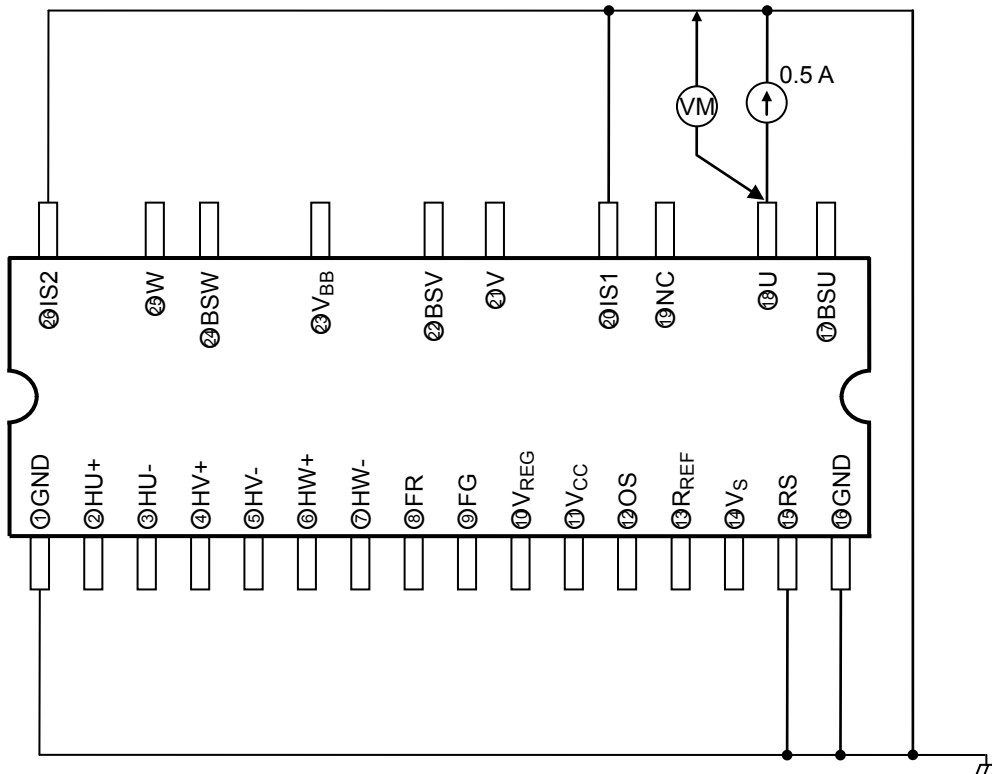 0.5 A
VM
㉖IS2
㉕W
㉔BSW
㉓VBB
㉒BSV
㉑V
⑳IS1
⑲NC
⑱U
⑰BSU
①GND
②HU+
③HU-
④HV+
⑤HV-
⑥HW+
⑦HW-
⑧FR
⑨FG
⑩VREG
⑪VCC
⑫OS
⑬RREF
⑭VS
⑮RS
⑯GND